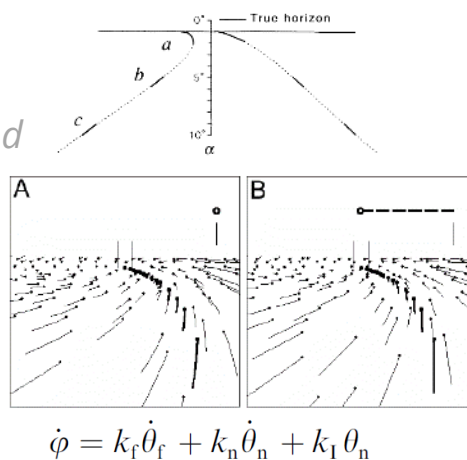 0° True horizon
a
b 5°
c
d 10°
α
A B
φ̇ = k_f θ̇_f + k_n θ̇_n + k_I θ_n